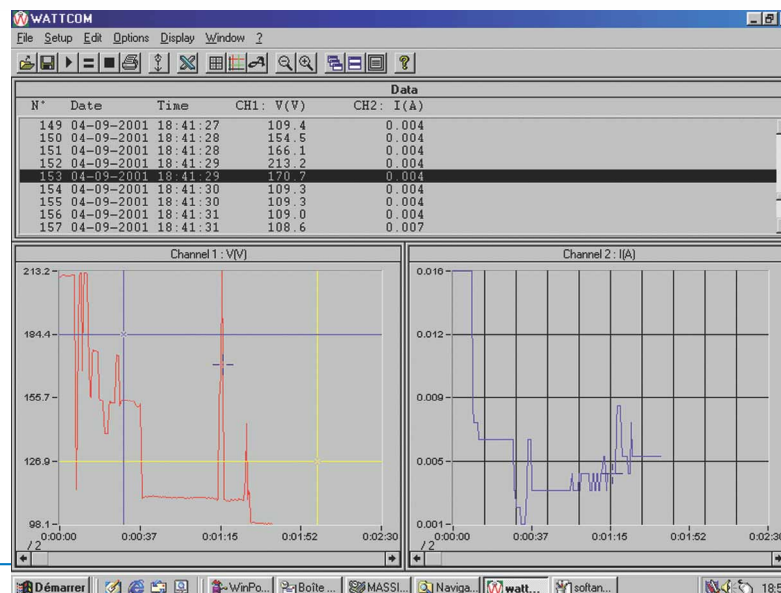 WATTCOM
File Setup Edit Options Display Window ?
Data
N° Date Time CH1: V(V) CH2: I(A)
149 04-09-2001 18:41:27 109.4 0.004
150 04-09-2001 18:41:28 154.5 0.004
151 04-09-2001 18:41:28 166.1 0.004
152 04-09-2001 18:41:29 213.2 0.004
153 04-09-2001 18:41:29 170.7 0.004
154 04-09-2001 18:41:30 109.3 0.004
155 04-09-2001 18:41:30 109.3 0.004
156 04-09-2001 18:41:31 109.0 0.004
157 04-09-2001 18:41:31 108.6 0.007
Channel 1 : V(V)
213.2
184.4
155.7
126.9
98.1
0:00:00 0:00:37 0:01:15 0:01:52 0:02:30
/ 2
Channel 2 : I(A)
0.016
0.012
0.009
0.005
0.001
0:00:00 0:00:37 0:01:15 0:01:52 0:02:30
/ 2
Démarrer WinPo... Boîte ... MASSI... Naviga... watt... softan... 18:5